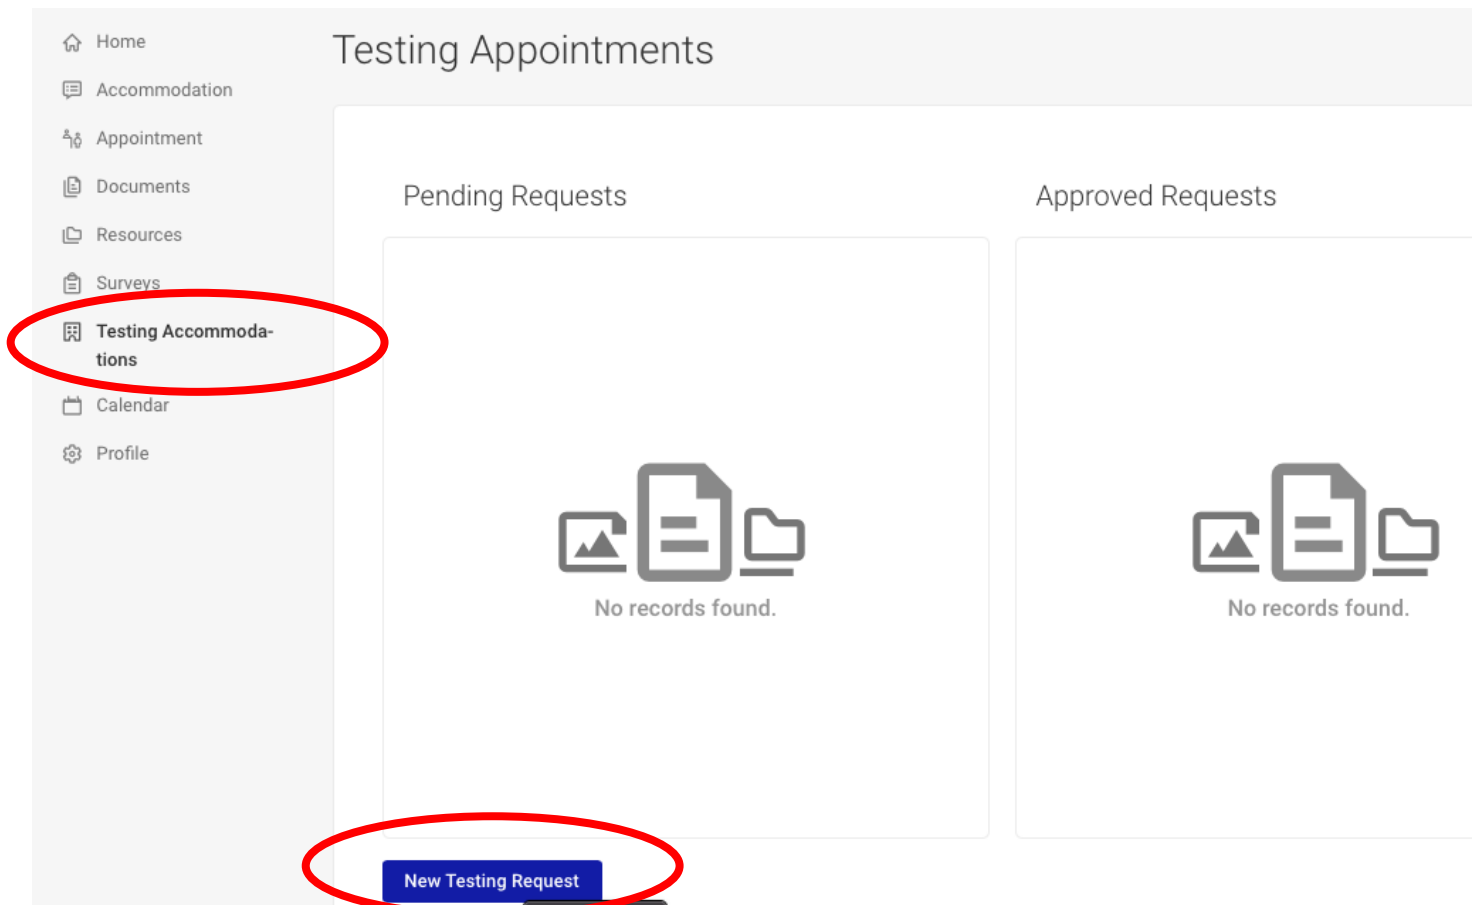 Home
Accommodation
Appointment
Documents
Resources
Surveys
Testing Accommoda-
tions
Calendar
Profile
Testing Appointments
Pending Requests
No records found.
New Testing Request
Approved Requests
No records found.